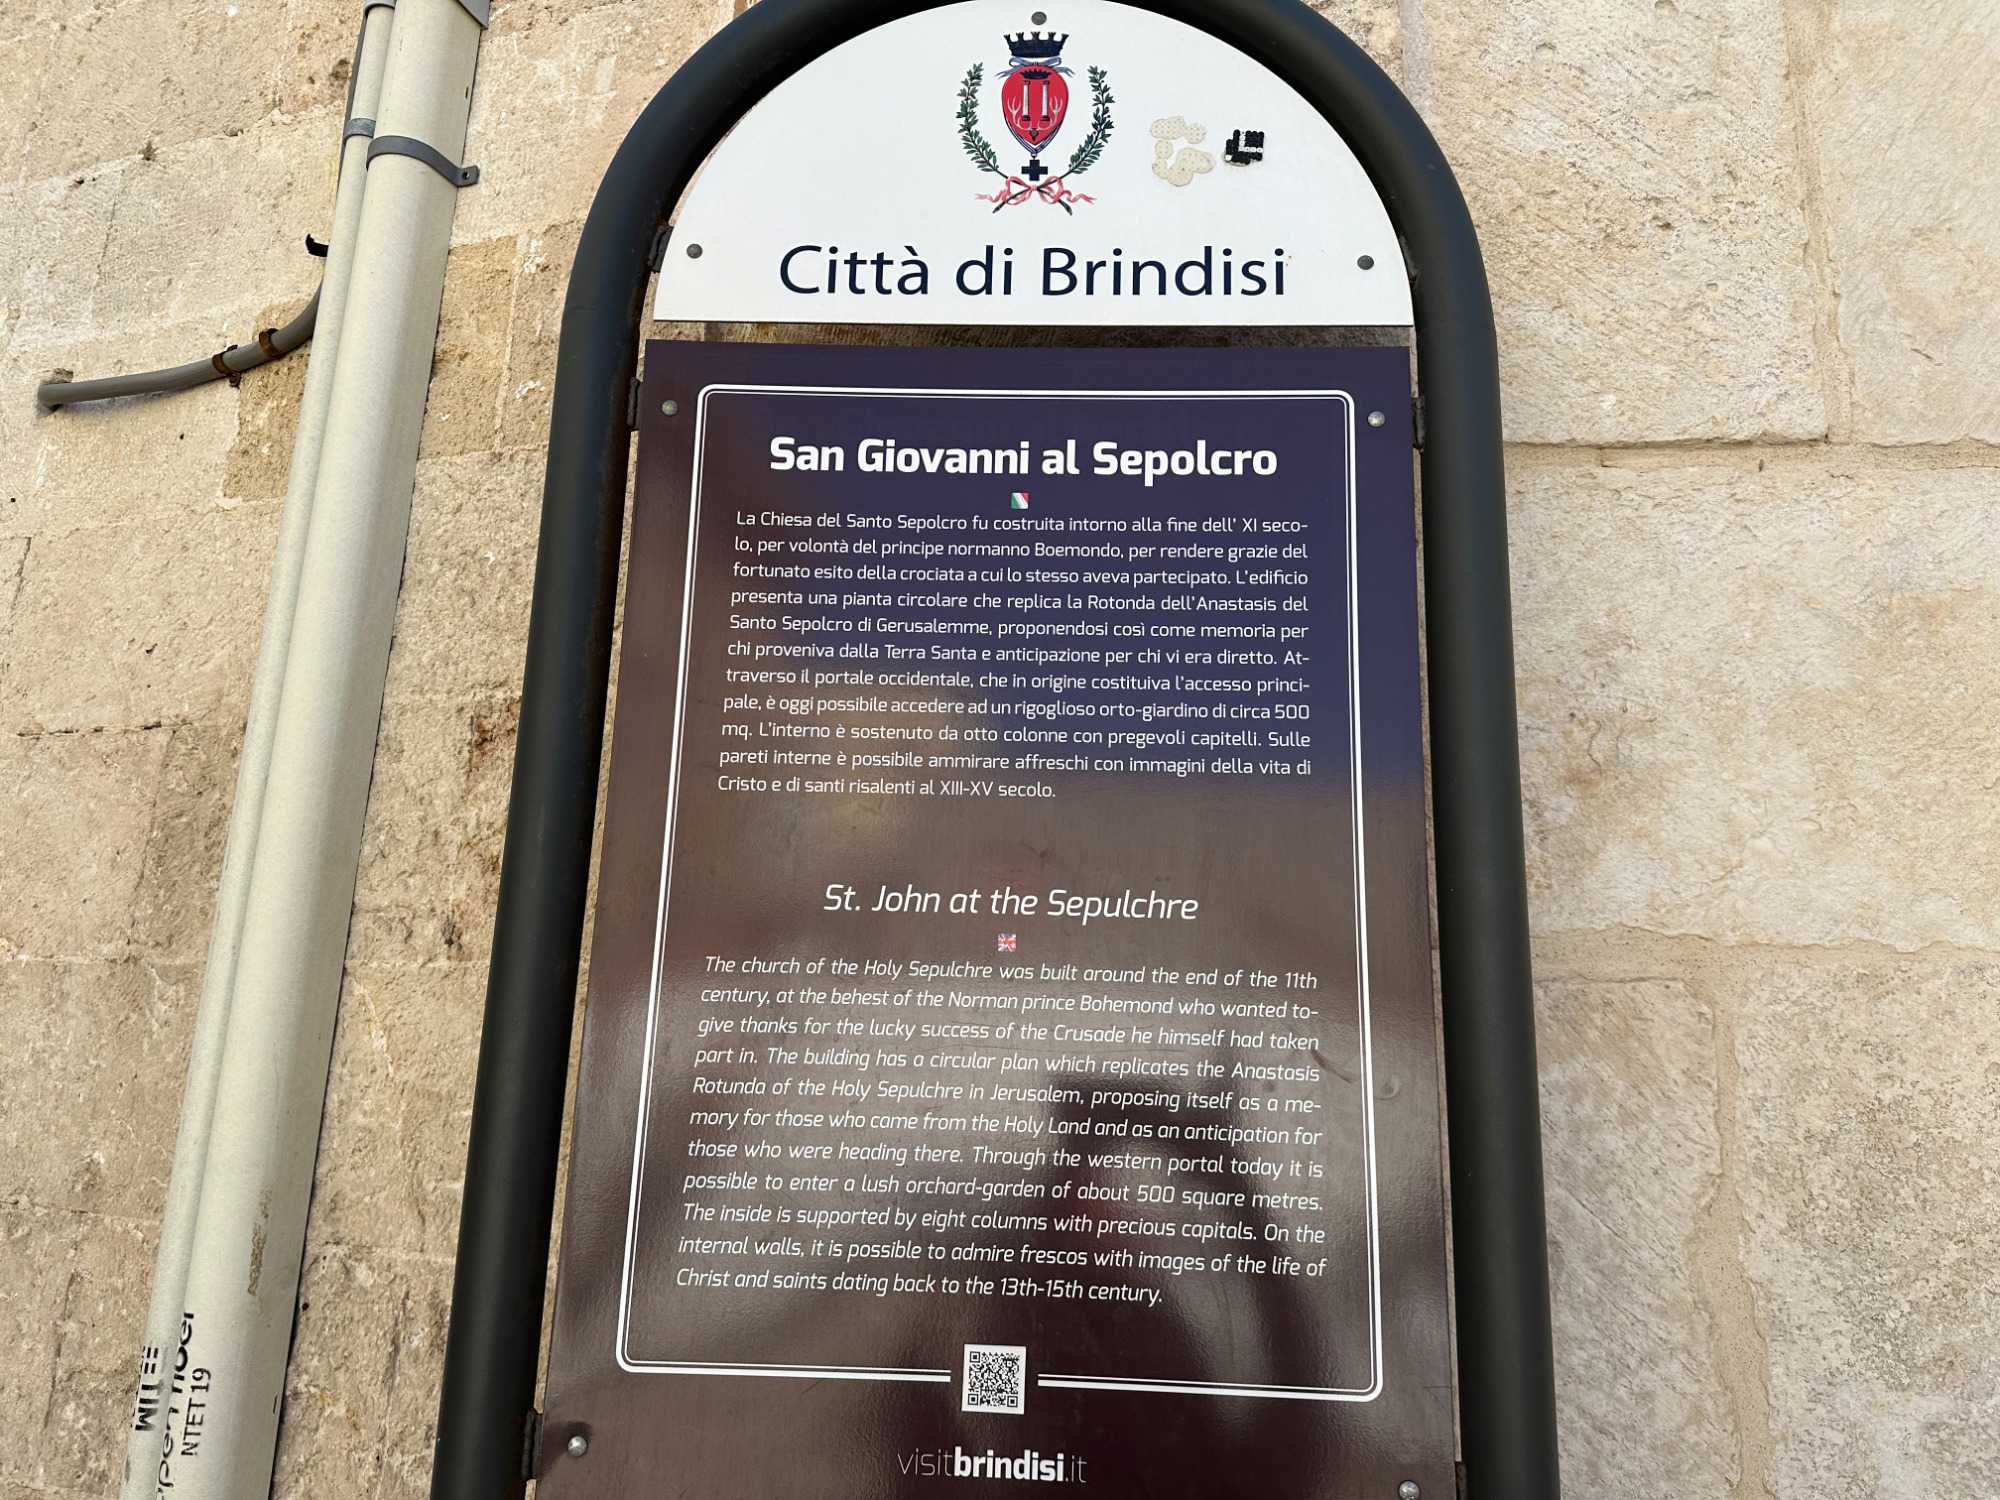 Città di Brindisi
San Giovanni al Sepolcro
La Chiesa del Santo Sepolcro fu costruita intorno alla fine dell' XI seco-
lo, per volontà del principe normanno Boemondo, per rendere grazie del
fortunato esito della crociata a cui lo stesso aveva partecipato. L'edificio
presenta una pianta circolare che replica la Rotonda dell'Anastasis del
Santo Sepolcro di Gerusalemme, proponendosi così come memoria per
chi proveniva dalla Terra Santa e anticipazione per chi vi era diretto. At-
traverso il portale occidentale, che in origine costituiva l'accesso princi-
pale, è oggi possibile accedere ad un rigoglioso orto-giardino di circa 500
mq. L'interno è sostenuto da otto colonne con pregevoli capitelli. Sulle
pareti interne è possibile ammirare affreschi con immagini della vita di
Cristo e di santi risalenti al XIII-XV secolo.
St. John at the Sepulchre
The church of the Holy Sepulchre was built around the end of the 11th
century, at the behest of the Norman prince Bohemond who wanted to-
give thanks for the lucky success of the Crusade he himself had taken
part in. The building has a circular plan which replicates the Anastasis
Rotunda of the Holy Sepulchre in Jerusalem, proposing itself as a me-
mory for those who came from the Holy Land and as an anticipation for
those who were heading there. Through the western portal today it is
possible to enter a lush orchard-garden of about 500 square metres.
The inside is supported by eight columns with precious capitals. On the
internal walls, it is possible to admire frescos with images of the life of
Christ and saints dating back to the 13th-15th century.
visitbrindisi.it
NTET 19